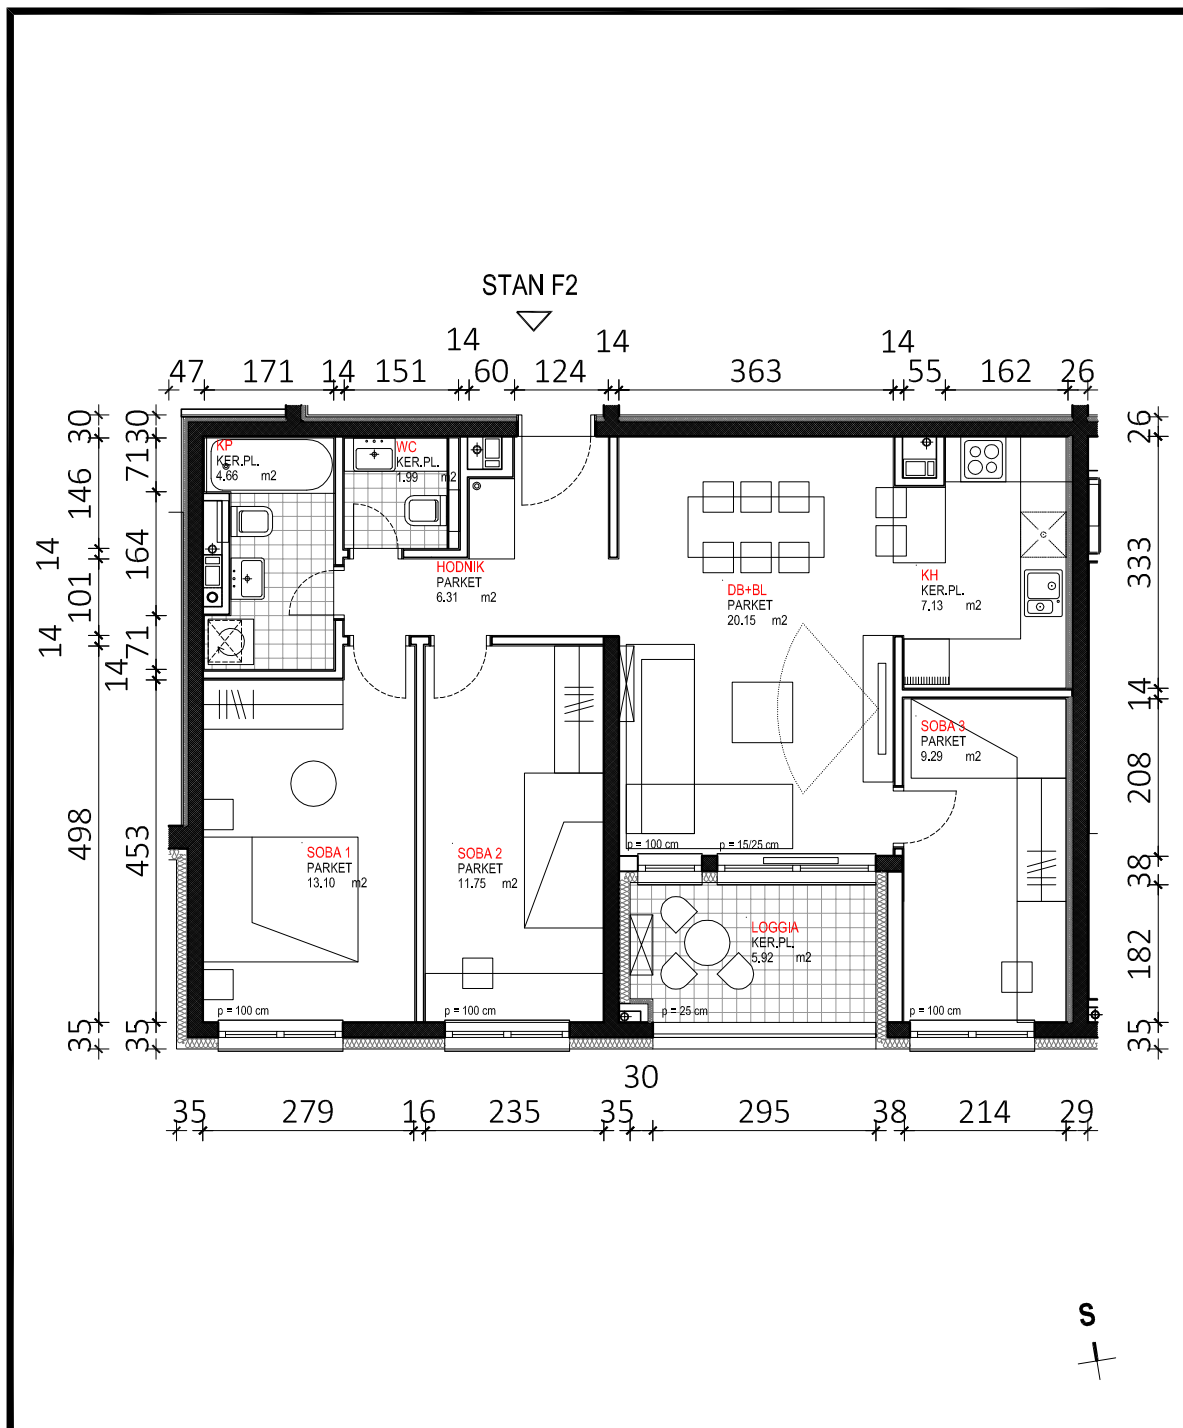 STAN F2
14
14
14
47
171
14
151
60
124
363
55
162
26
30
30
26
KP
KER.PL.
4.66 m2
WC
KER.PL.
1.99 m2
71
146
164
14
101
14
71
14
333
HODNIK
PARKET
6.31 m2
DB+BL
PARKET
20.15 m2
KH
KER.PL.
7.13 m2
14
SOBA 3
PARKET
9.29 m2
208
498
453
SOBA 1
PARKET
13.10 m2
SOBA 2
PARKET
11.75 m2
p = 100 cm
p = 15/25 cm
38
LOGGIA
KER.PL.
5.92 m2
182
p = 100 cm
p = 100 cm
p = 25 cm
p = 100 cm
35
35
35
30
35
279
16
235
35
295
38
214
29
S